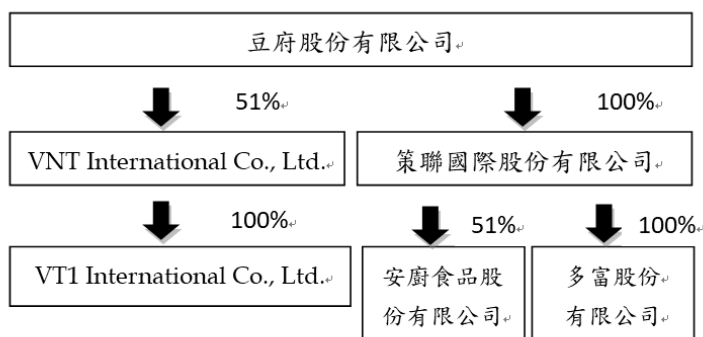 豆府股份有限公司
51%
100%
VNT International Co., Ltd.
策聯國際股份有限公司
100%
51%
100%
VT1 International Co., Ltd.
安廚食品股
份有限公司
多富股份
有限公司